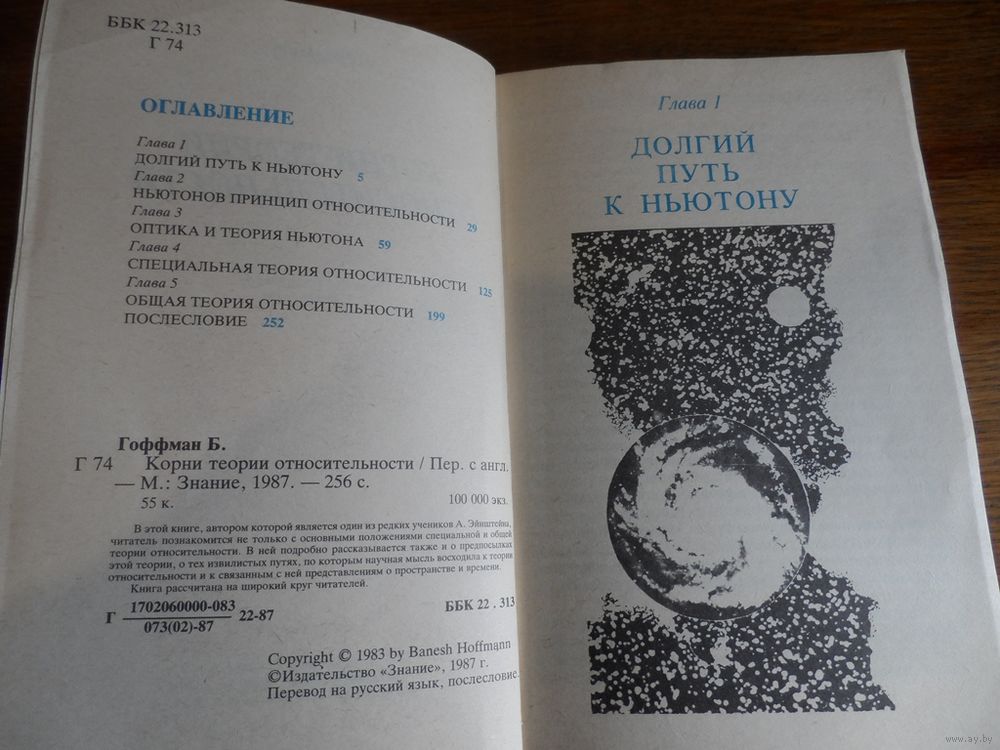 ББК 22.313
Г 74
ОГЛАВЛЕНИЕ
Глава 1
ДОЛГИЙ ПУТЬ К НЬЮТОНУ 5
Глава 2
НЬЮТОНОВ ПРИНЦИП ОТНОСИТЕЛЬНОСТИ 29
Глава 3
ОПТИКА И ТЕОРИЯ НЬЮТОНА 59
Глава 4
СПЕЦИАЛЬНАЯ ТЕОРИЯ ОТНОСИТЕЛЬНОСТИ 125
Глава 5
ОБЩАЯ ТЕОРИЯ ОТНОСИТЕЛЬНОСТИ 199
ПОСЛЕСЛОВИЕ 252
Гоффман Б.
Г 74 Корни теории относительности / Пер. с англ.
— М.: Знание, 1987. — 256 с.
55 к. 100 000 экз.
В этой книге, автором которой является один из редких учеников А. Эйнштейна,
читатель познакомится не только с основными положениями специальной и общей
теории относительности. В ней подробно рассказывается также и о предпосылках
этой теории, о тех извилистых путях, по которым научная мысль восходила к теории
относительности и к связанным с ней представлениям о пространстве и времени.
Книга рассчитана на широкий круг читателей.
Г 1702060000-083 22-87 ББК 22.313
073(02)-87
Copyright © 1983 by Banesh Hoffmann
©Издательство «Знание», 1987 г.
Перевод на русский язык, послесловие.
Глава 1
ДОЛГИЙ
ПУТЬ
К НЬЮТОНУ
www.ay.by